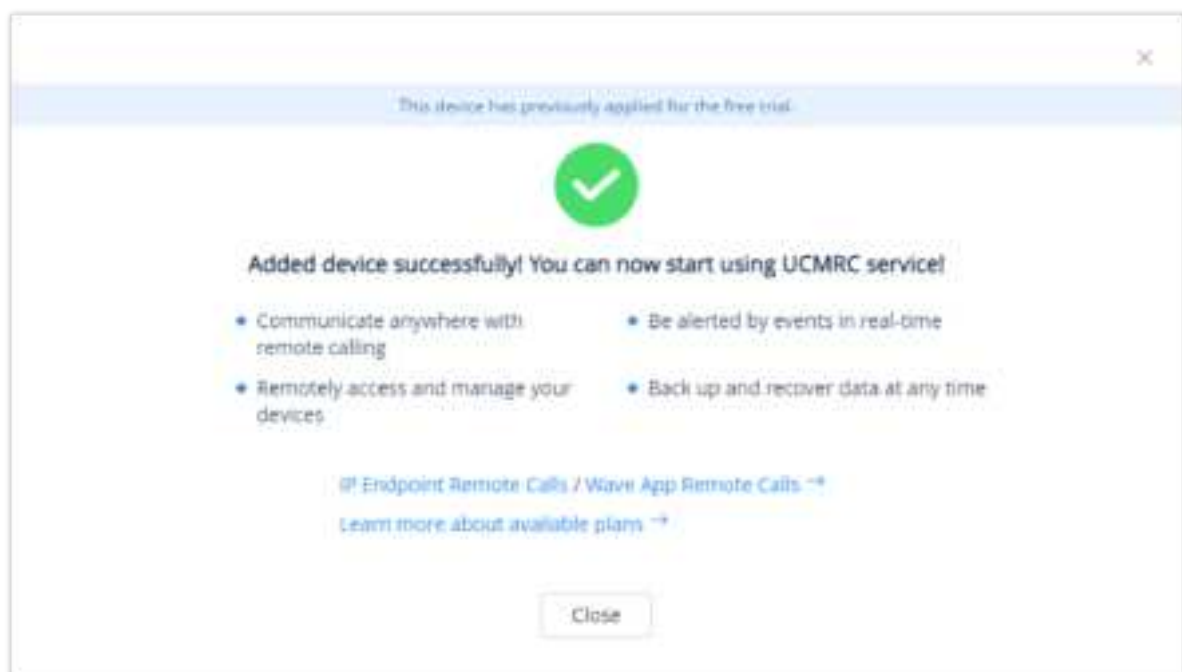 This device has previously applied for the free trial.
Added device successfully! You can now start using UCMRC service!
Communicate anywhere with
remote calling
Be alerted by events in real-time
Remotely access and manage your
devices
Back up and recover data at any time
IP Endpoint Remote Calls / Wave App Remote Calls →
Learn more about available plans →
Close